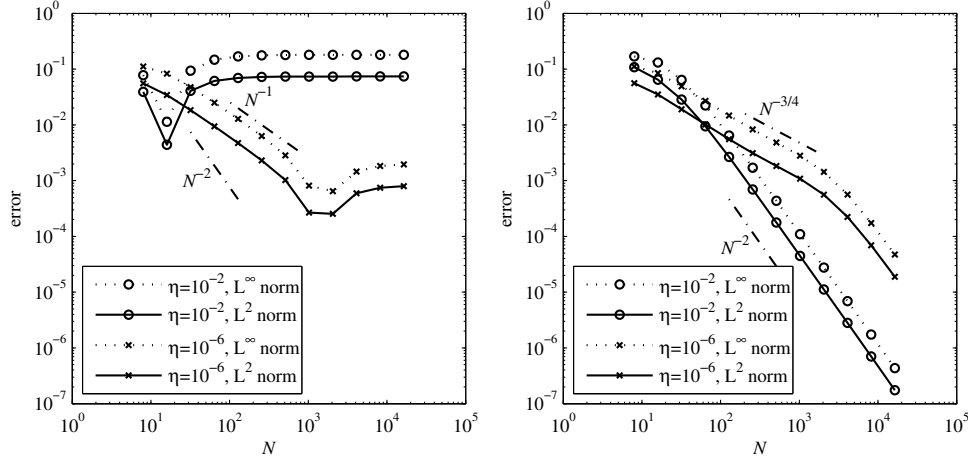 10^0
10^-1
10^-2
10^-3
10^-4
10^-5
10^-6
10^-7
error
N^-1
N^-2
η=10^-2, L^∞ norm
η=10^-2, L^2 norm
η=10^-6, L^∞ norm
η=10^-6, L^2 norm
10^0 10^1 10^2 10^3 10^4 10^5
N
10^0
10^-1
10^-2
10^-3
10^-4
10^-5
10^-6
10^-7
error
N^-3/4
N^-2
η=10^-2, L^∞ norm
η=10^-2, L^2 norm
η=10^-6, L^∞ norm
η=10^-6, L^2 norm
10^0 10^1 10^2 10^3 10^4 10^5
N